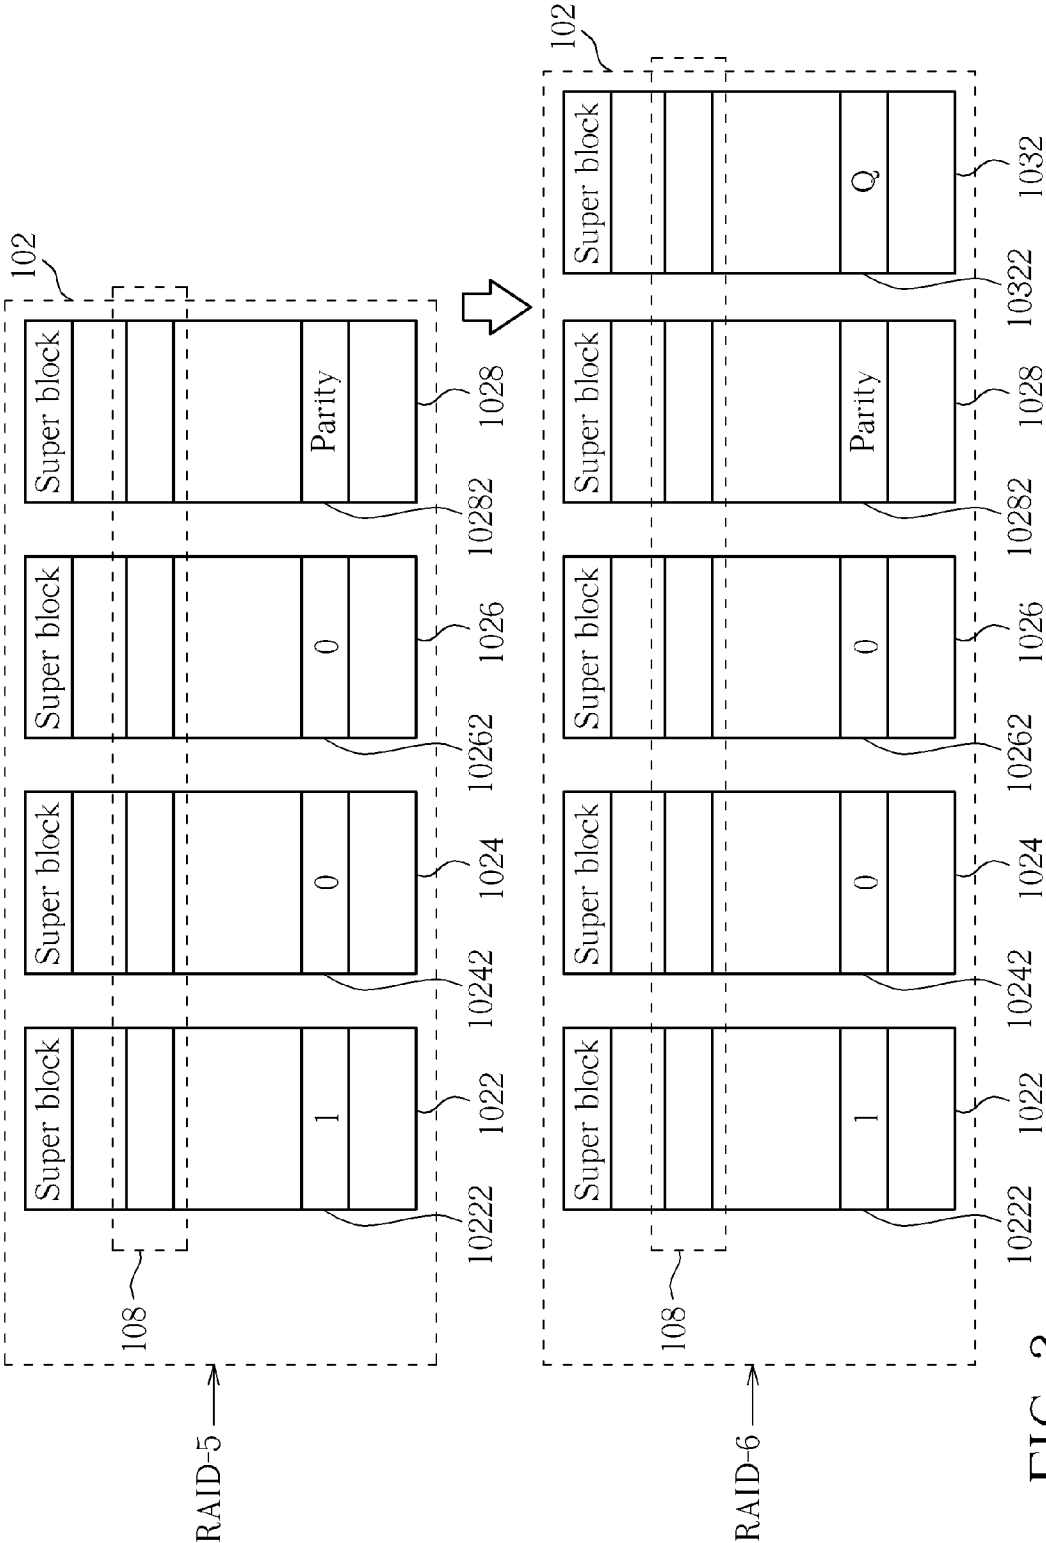 102
Super block Super block Super block Super block
108
RAID-5
1 0 0 Parity
10222 1022 10242 1024 10262 1026 10282 1028
102
Super block Super block Super block Super block Super block
108
RAID-6
1 0 0 Parity Q
10222 1022 10242 1024 10262 1026 10282 1028 10322 1032
FIG.